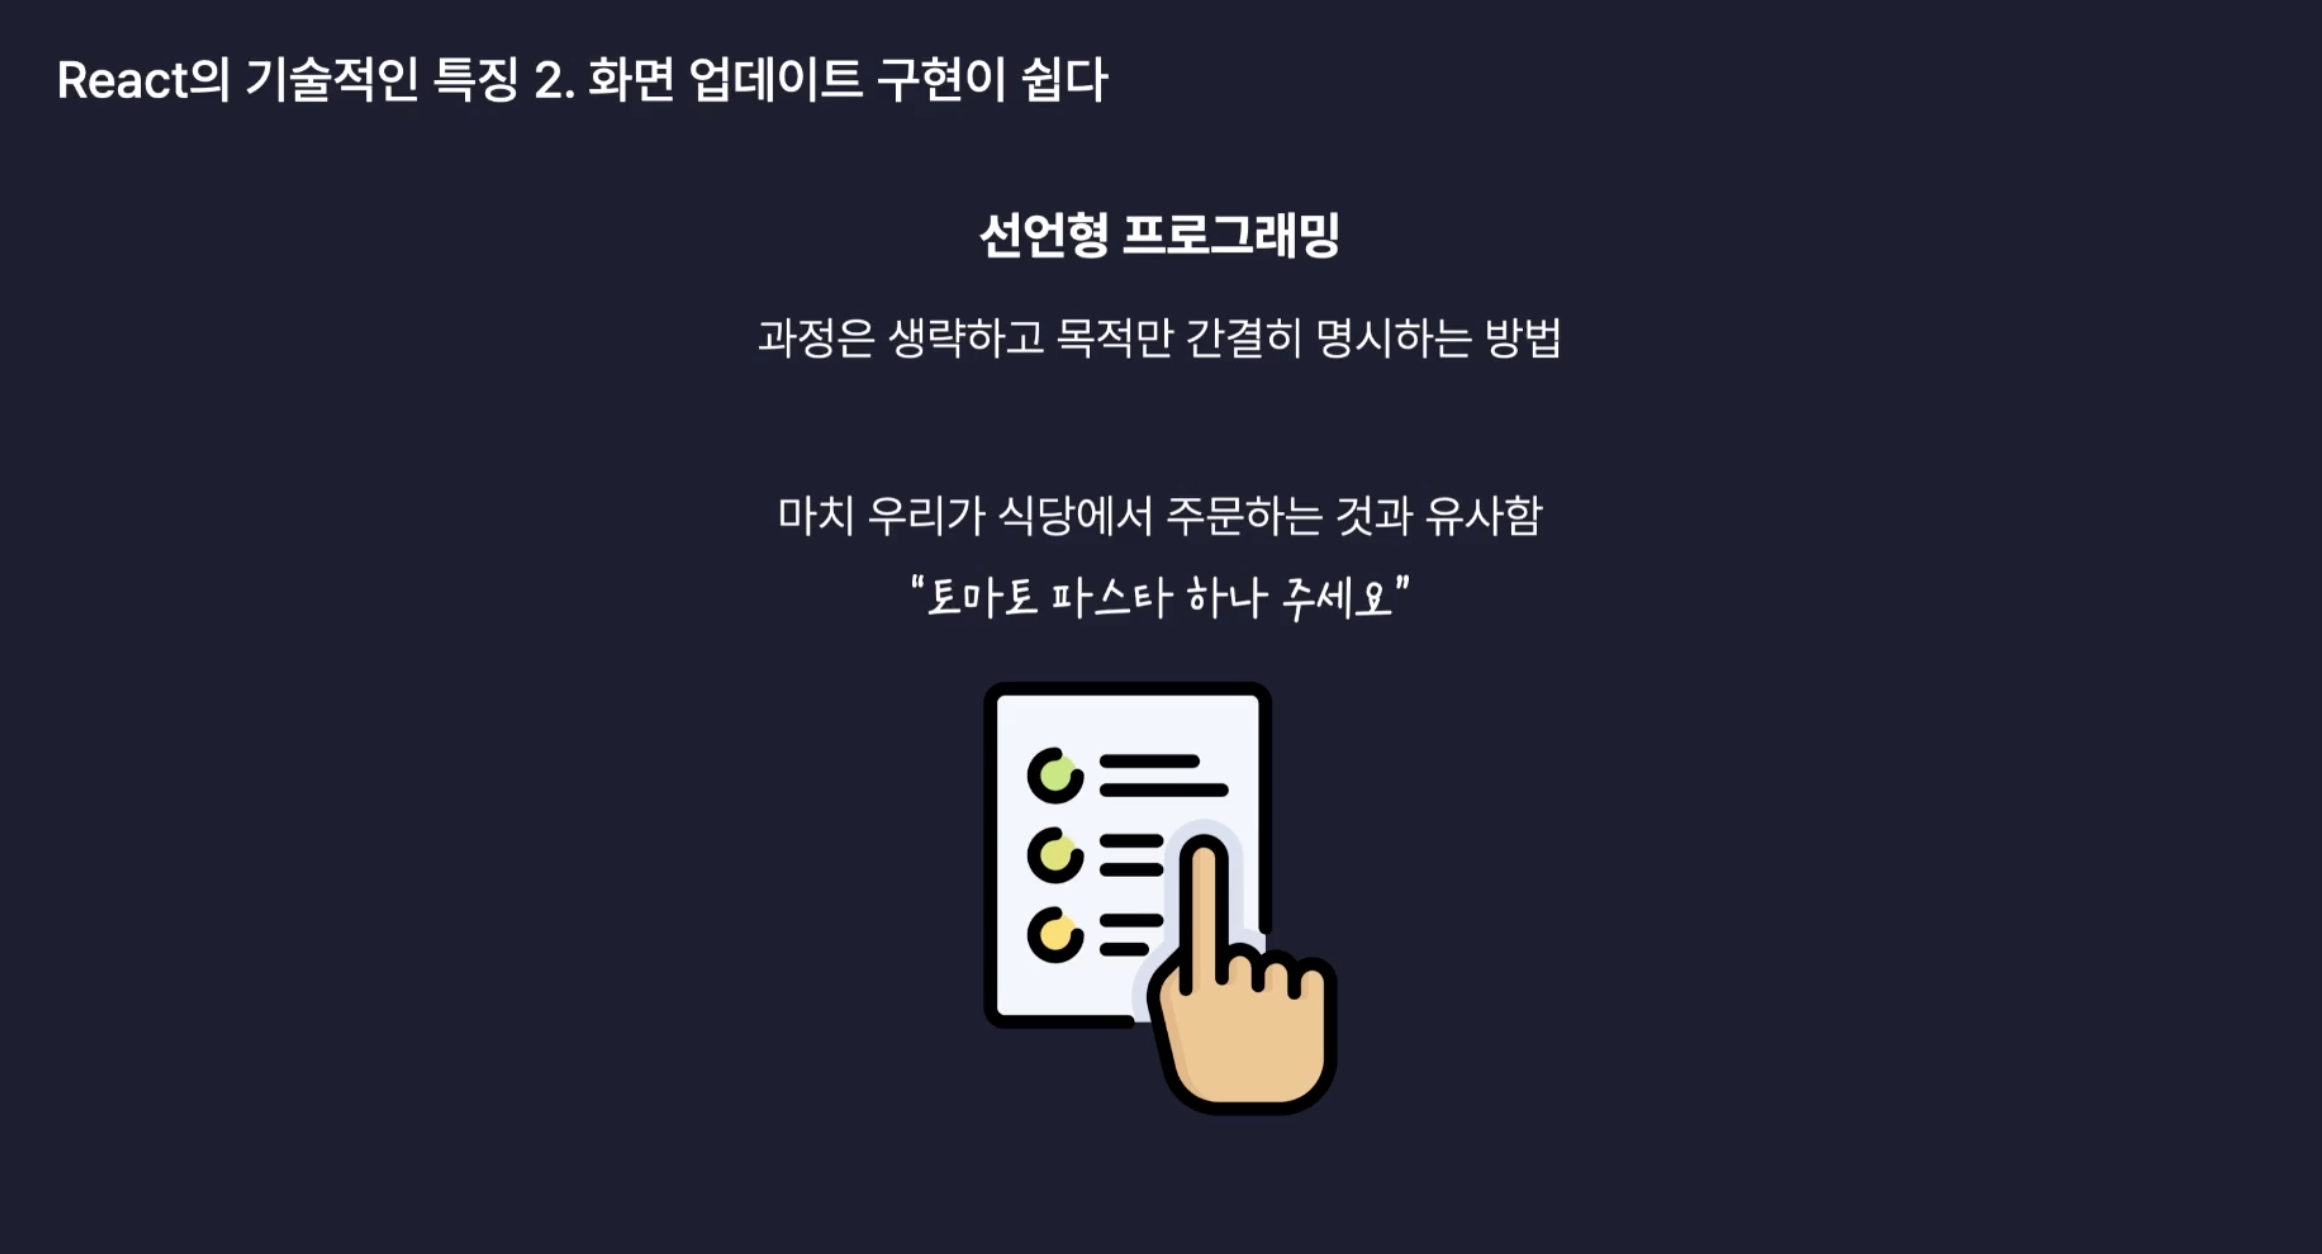 React의 기술적인 특징 2. 화면 업데이트 구현이 쉽다
선언형 프로그래밍
과정은 생략하고 목적만 간결히 명시하는 방법
마치 우리가 식당에서 주문하는 것과 유사함
“토마토 파스타 하나 주세요”